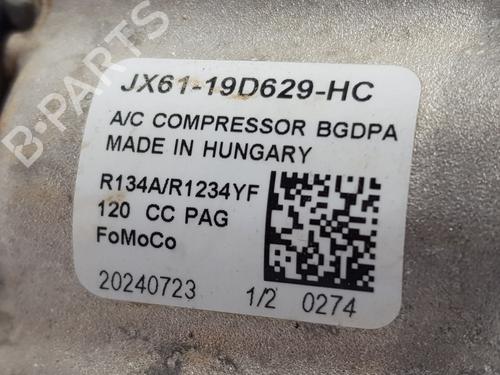 JX61-19D629-HC
A/C COMPRESSOR BGDPA
MADE IN HUNGARY
R134A/R1234YF
120 CC PAG
FoMoCo
20240723 1/2 0274
B-PARTS